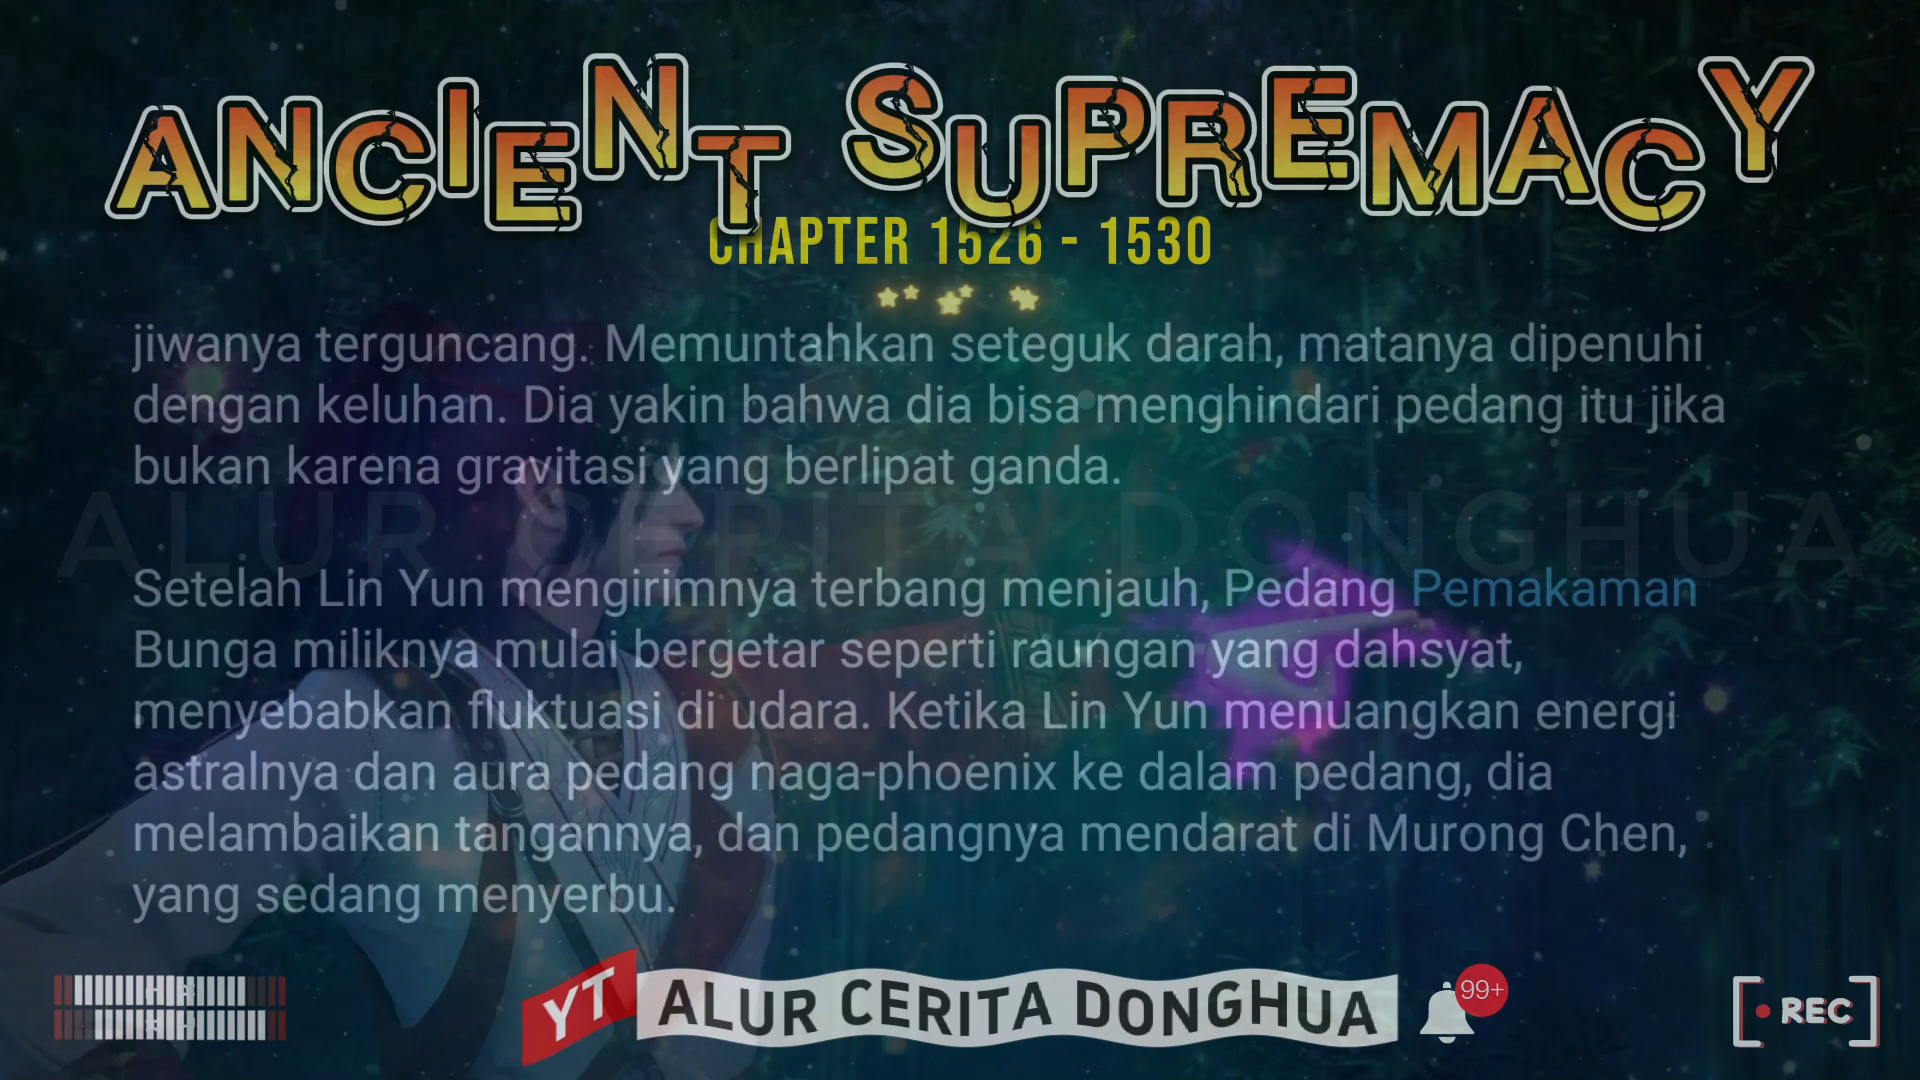 ANCIENT SUPREMACY
CHAPTER 1526 - 1530
jiwanya terguncang. Memuntahkan seteguk darah, matanya dipenuhi
dengan keluhan. Dia yakin bahwa dia bisa menghindari pedang itu jika
bukan karena gravitasi yang berlipat ganda.
ALUR CERITA DONGHUA
Setelah Lin Yun mengirimnya terbang menjauh, Pedang Pemakaman
Bunga miliknya mulai bergetar seperti raungan yang dahsyat,
menyebabkan fluktuasi di udara. Ketika Lin Yun menuangkan energi
astralnya dan aura pedang naga-phoenix ke dalam pedang, dia
melambaikan tangannya, dan pedangnya mendarat di Murong Chen,
yang sedang menyerbu.
YT ALUR CERITA DONGHUA
99+
REC